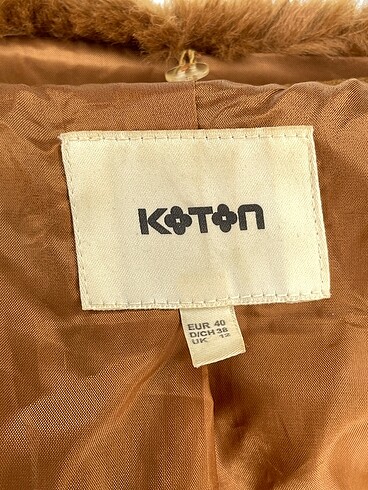 KOTON
EUR 40
D/CH 38
UK 12